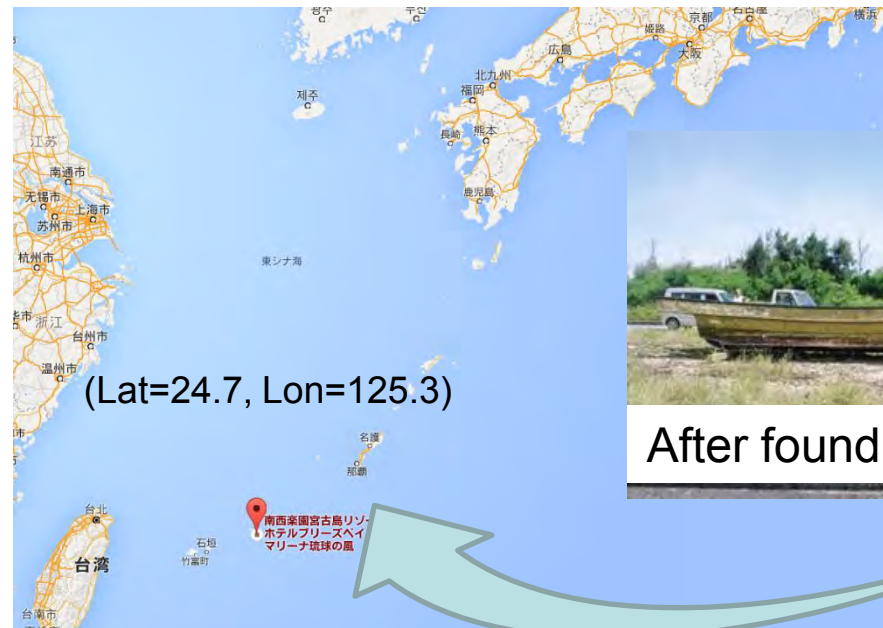 京都
姫路
大阪
広島
北九州
福岡
제주
長崎
熊本
江苏
南通市
无锡市
上海市
苏州市
鹿児島
杭州市
東シナ海
浙江
台州市
温州市
(Lat=24.7, Lon=125.3)
名護
那覇
After found
台北
南西楽園宮古島リゾー
ホテルブリーズベイ
マリーナ琉球の風
石垣
竹富町
台湾
台南市